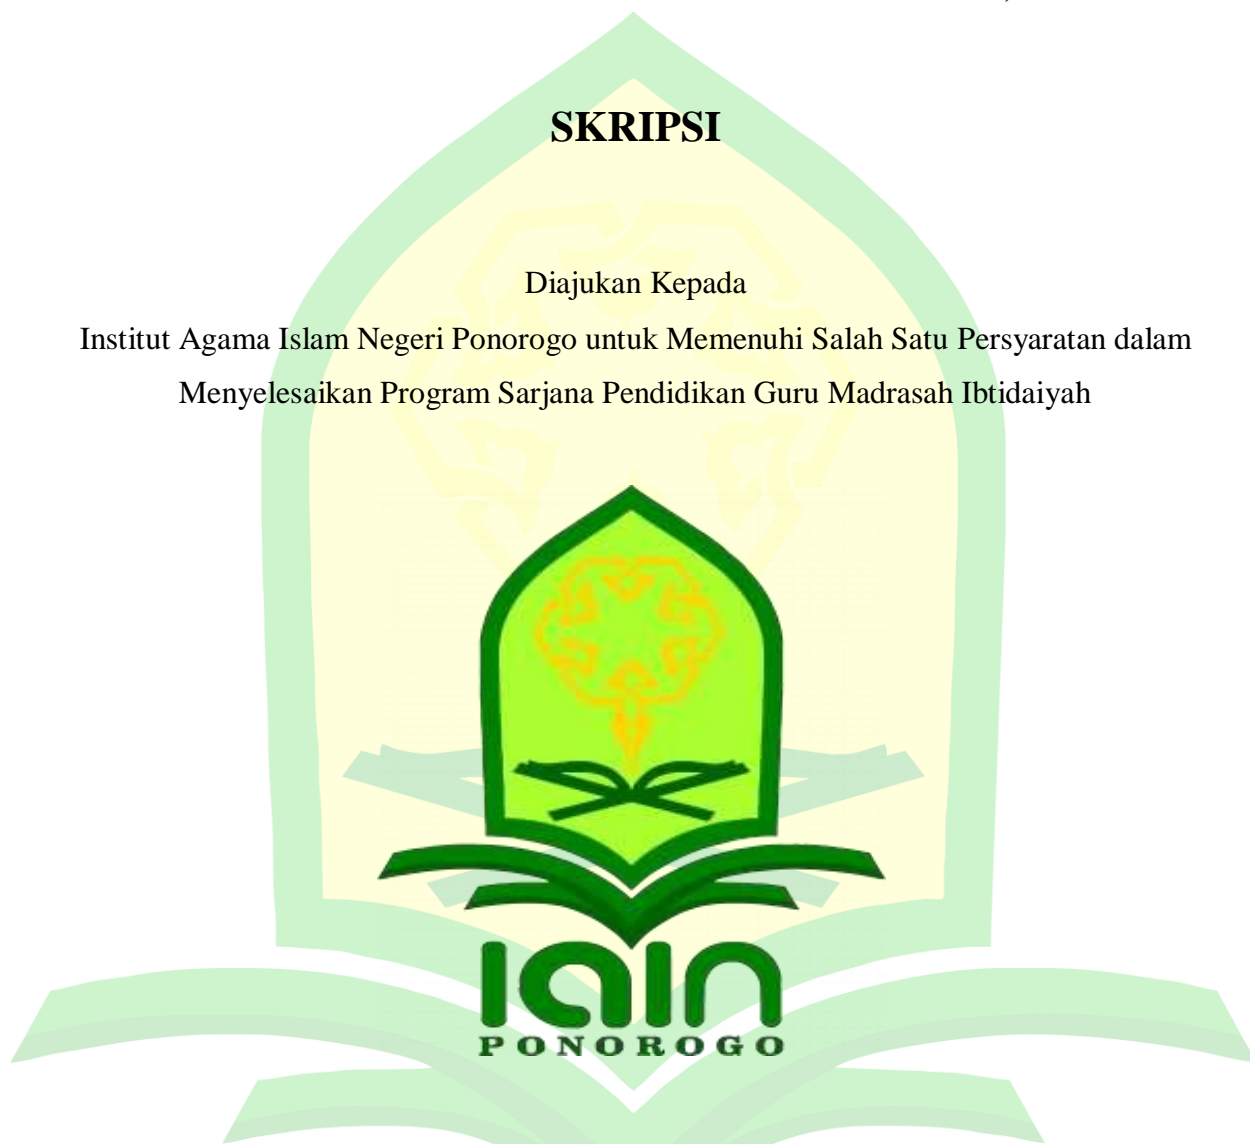 SKRIPSI
Diajukan Kepada
Institut Agama Islam Negeri Ponorogo untuk Memenuhi Salah Satu Persyaratan dalam
Menyelesaikan Program Sarjana Pendidikan Guru Madrasah Ibtidaiyah
IAIN
PONOROGO